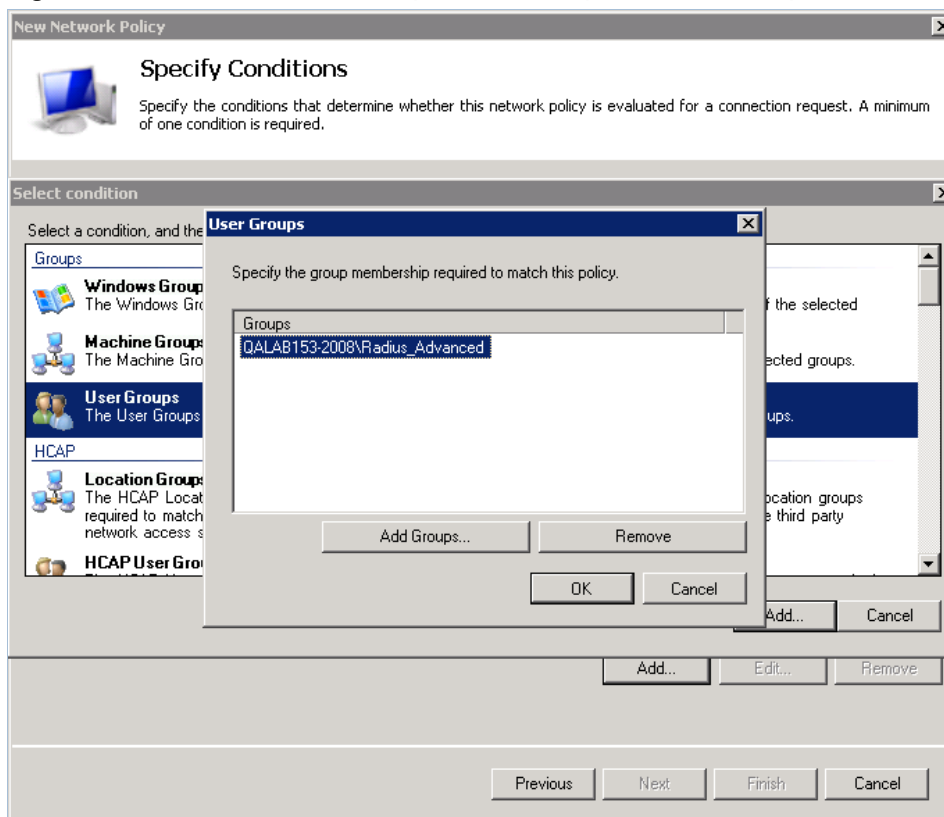 New Network Policy
Specify Conditions
Specify the conditions that determine whether this network policy is evaluated for a connection request. A minimum
of one condition is required.
Select condition
Select a condition, and the
Groups
Windows Group
The Windows Gro
f the selected
Machine Groups
The Machine Gro
ected groups.
User Groups
The User Groups
ups.
HCAP
Location Groups
The HCAP Locat
ocation groups
required to match
e third party
network access s
HCAP User Grou
User Groups
Specify the group membership required to match this policy.
Groups
QALAB153-2008\Radius_Advanced
Add Groups...
Remove
OK
Cancel
Add...
Cancel
Add...
Edit...
Remove
Previous
Next
Finish
Cancel